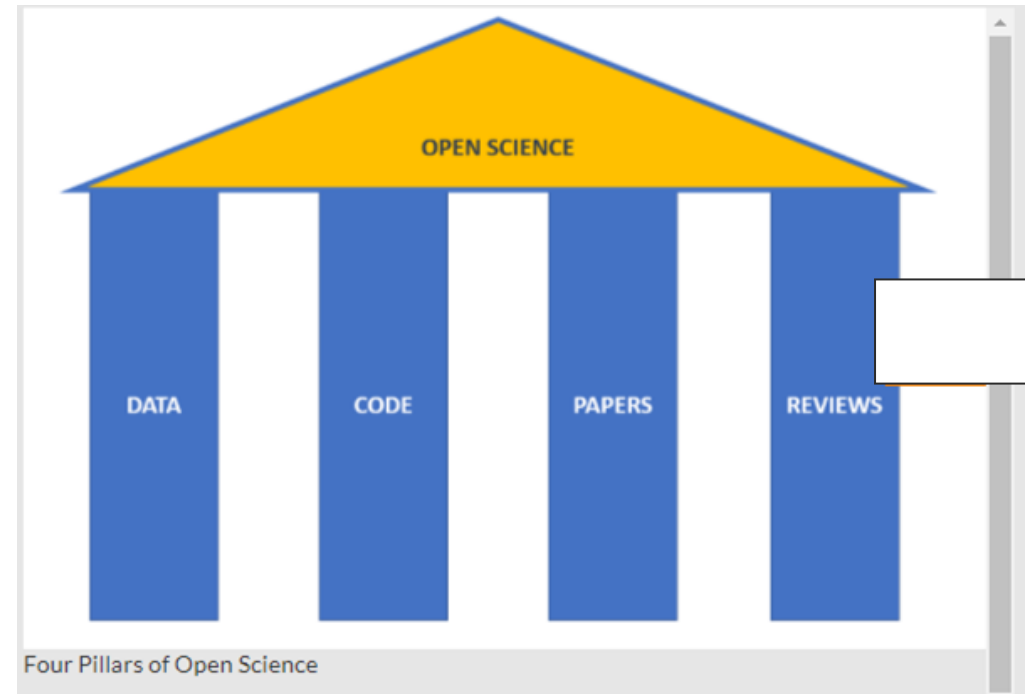 OPEN SCIENCE
DATA CODE PAPERS REVIEWS
Four Pillars of Open Science